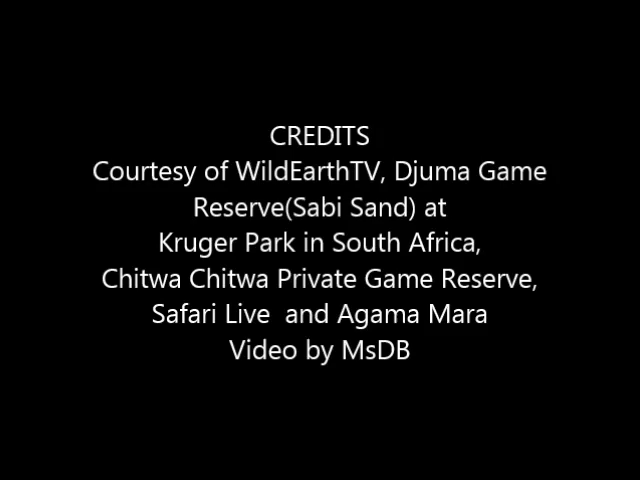 CREDITS
Courtesy of WildEarthTV, Djuma Game
Reserve(Sabi Sand) at
Kruger Park in South Africa,
Chitwa Chitwa Private Game Reserve,
Safari Live  and Agama Mara
Video by MsDB